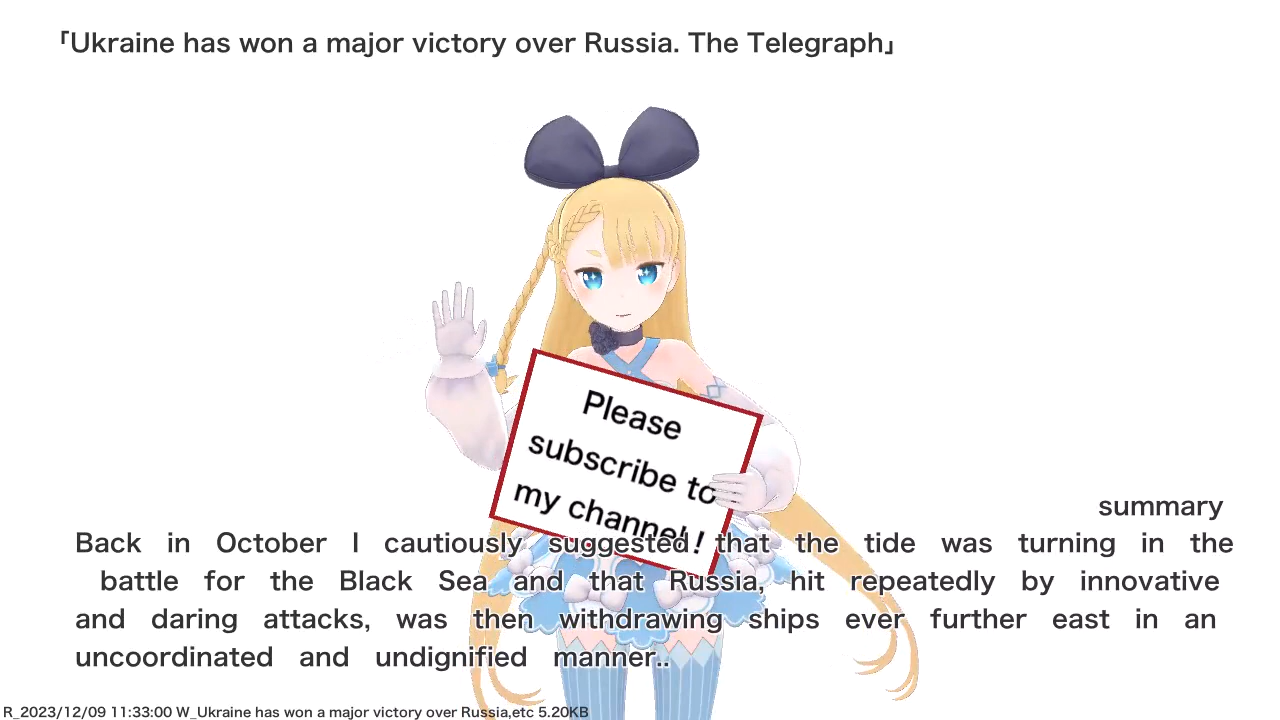 「Ukraine has won a major victory over Russia. The Telegraph」
Please
subscribe to
my channel!
summary
Back in October I cautiously suggested that the tide was turning in the
battle for the Black Sea and that Russia, hit repeatedly by innovative
and daring attacks, was then withdrawing ships ever further east in an
uncoordinated and undignified manner..
R_2023/12/09 11:33:00 W_Ukraine has won a major victory over Russia,etc 5.20KB